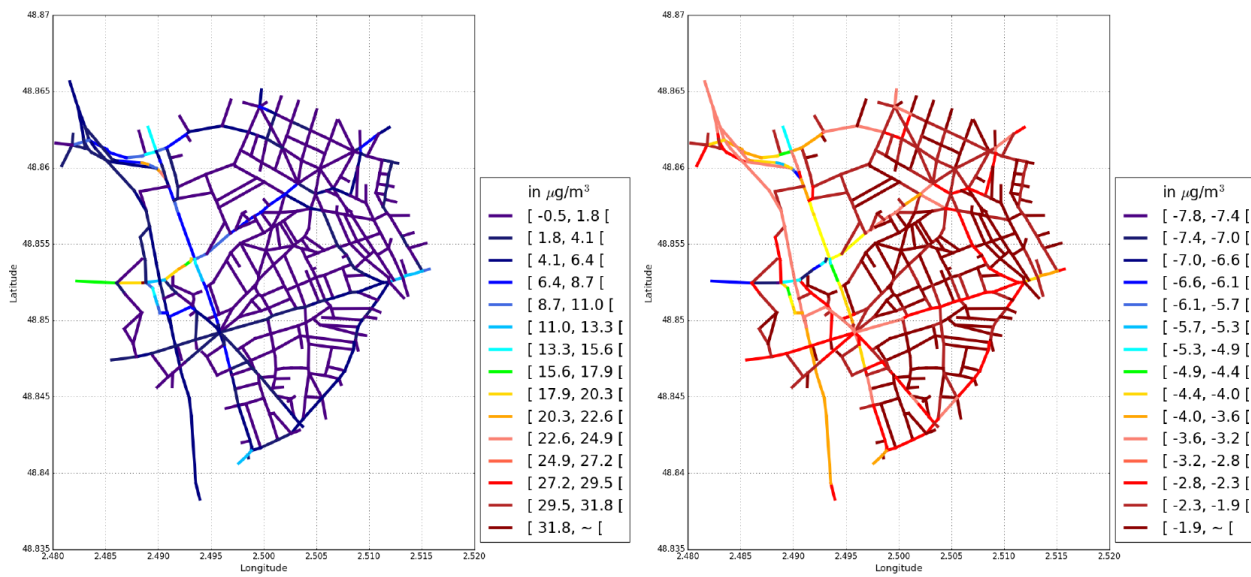 48.87
48.865
48.86
48.855
48.85
48.845
48.84
48.835
Latitude
2.480 2.485 2.490 2.495 2.500 2.505 2.510 2.515 2.520
Longitude
in μg/m³
[ -0.5, 1.8 [
[ 1.8, 4.1 [
[ 4.1, 6.4 [
[ 6.4, 8.7 [
[ 8.7, 11.0 [
[ 11.0, 13.3 [
[ 13.3, 15.6 [
[ 15.6, 17.9 [
[ 17.9, 20.3 [
[ 20.3, 22.6 [
[ 22.6, 24.9 [
[ 24.9, 27.2 [
[ 27.2, 29.5 [
[ 29.5, 31.8 [
[ 31.8, ~ [
48.87
48.865
48.86
48.855
48.85
48.845
48.84
48.835
Latitude
2.480 2.485 2.490 2.495 2.500 2.505 2.510 2.515 2.520
Longitude
in μg/m³
[ -7.8, -7.4 [
[ -7.4, -7.0 [
[ -7.0, -6.6 [
[ -6.6, -6.1 [
[ -6.1, -5.7 [
[ -5.7, -5.3 [
[ -5.3, -4.9 [
[ -4.9, -4.4 [
[ -4.4, -4.0 [
[ -4.0, -3.6 [
[ -3.6, -3.2 [
[ -3.2, -2.8 [
[ -2.8, -2.3 [
[ -2.3, -1.9 [
[ -1.9, ~ [